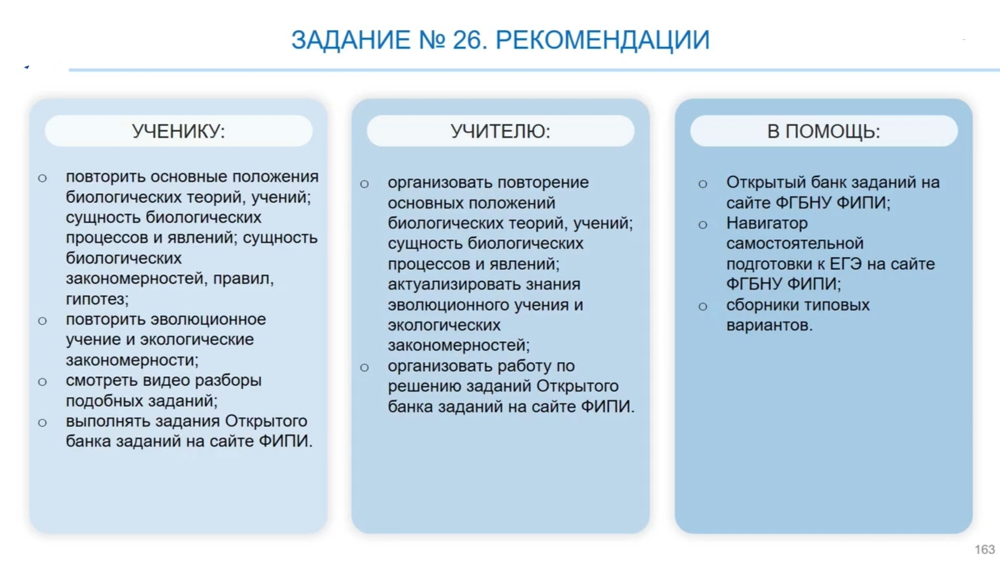 ЗАДАНИЕ № 26. РЕКОМЕНДАЦИИ
УЧЕНИКУ:
o повторить основные положения
биологических теорий, учений;
сущность биологических
процессов и явлений; сущность
биологических
закономерностей, правил,
гипотез;
o повторить эволюционное
учение и экологические
закономерности;
o смотреть видео разборы
подобных заданий;
o выполнять задания Открытого
банка заданий на сайте ФИПИ.
УЧИТЕЛЮ:
o организовать повторение
основных положений
биологических теорий, учений;
сущность биологических
процессов и явлений;
актуализировать знания
эволюционного учения и
экологических
закономерностей;
o организовать работу по
решению заданий Открытого
банка заданий на сайте ФИПИ.
В ПОМОЩЬ:
o Открытый банк заданий на
сайте ФГБНУ ФИПИ;
o Навигатор
самостоятельной
подготовки к ЕГЭ на сайте
ФГБНУ ФИПИ;
o сборники типовых
вариантов.
163